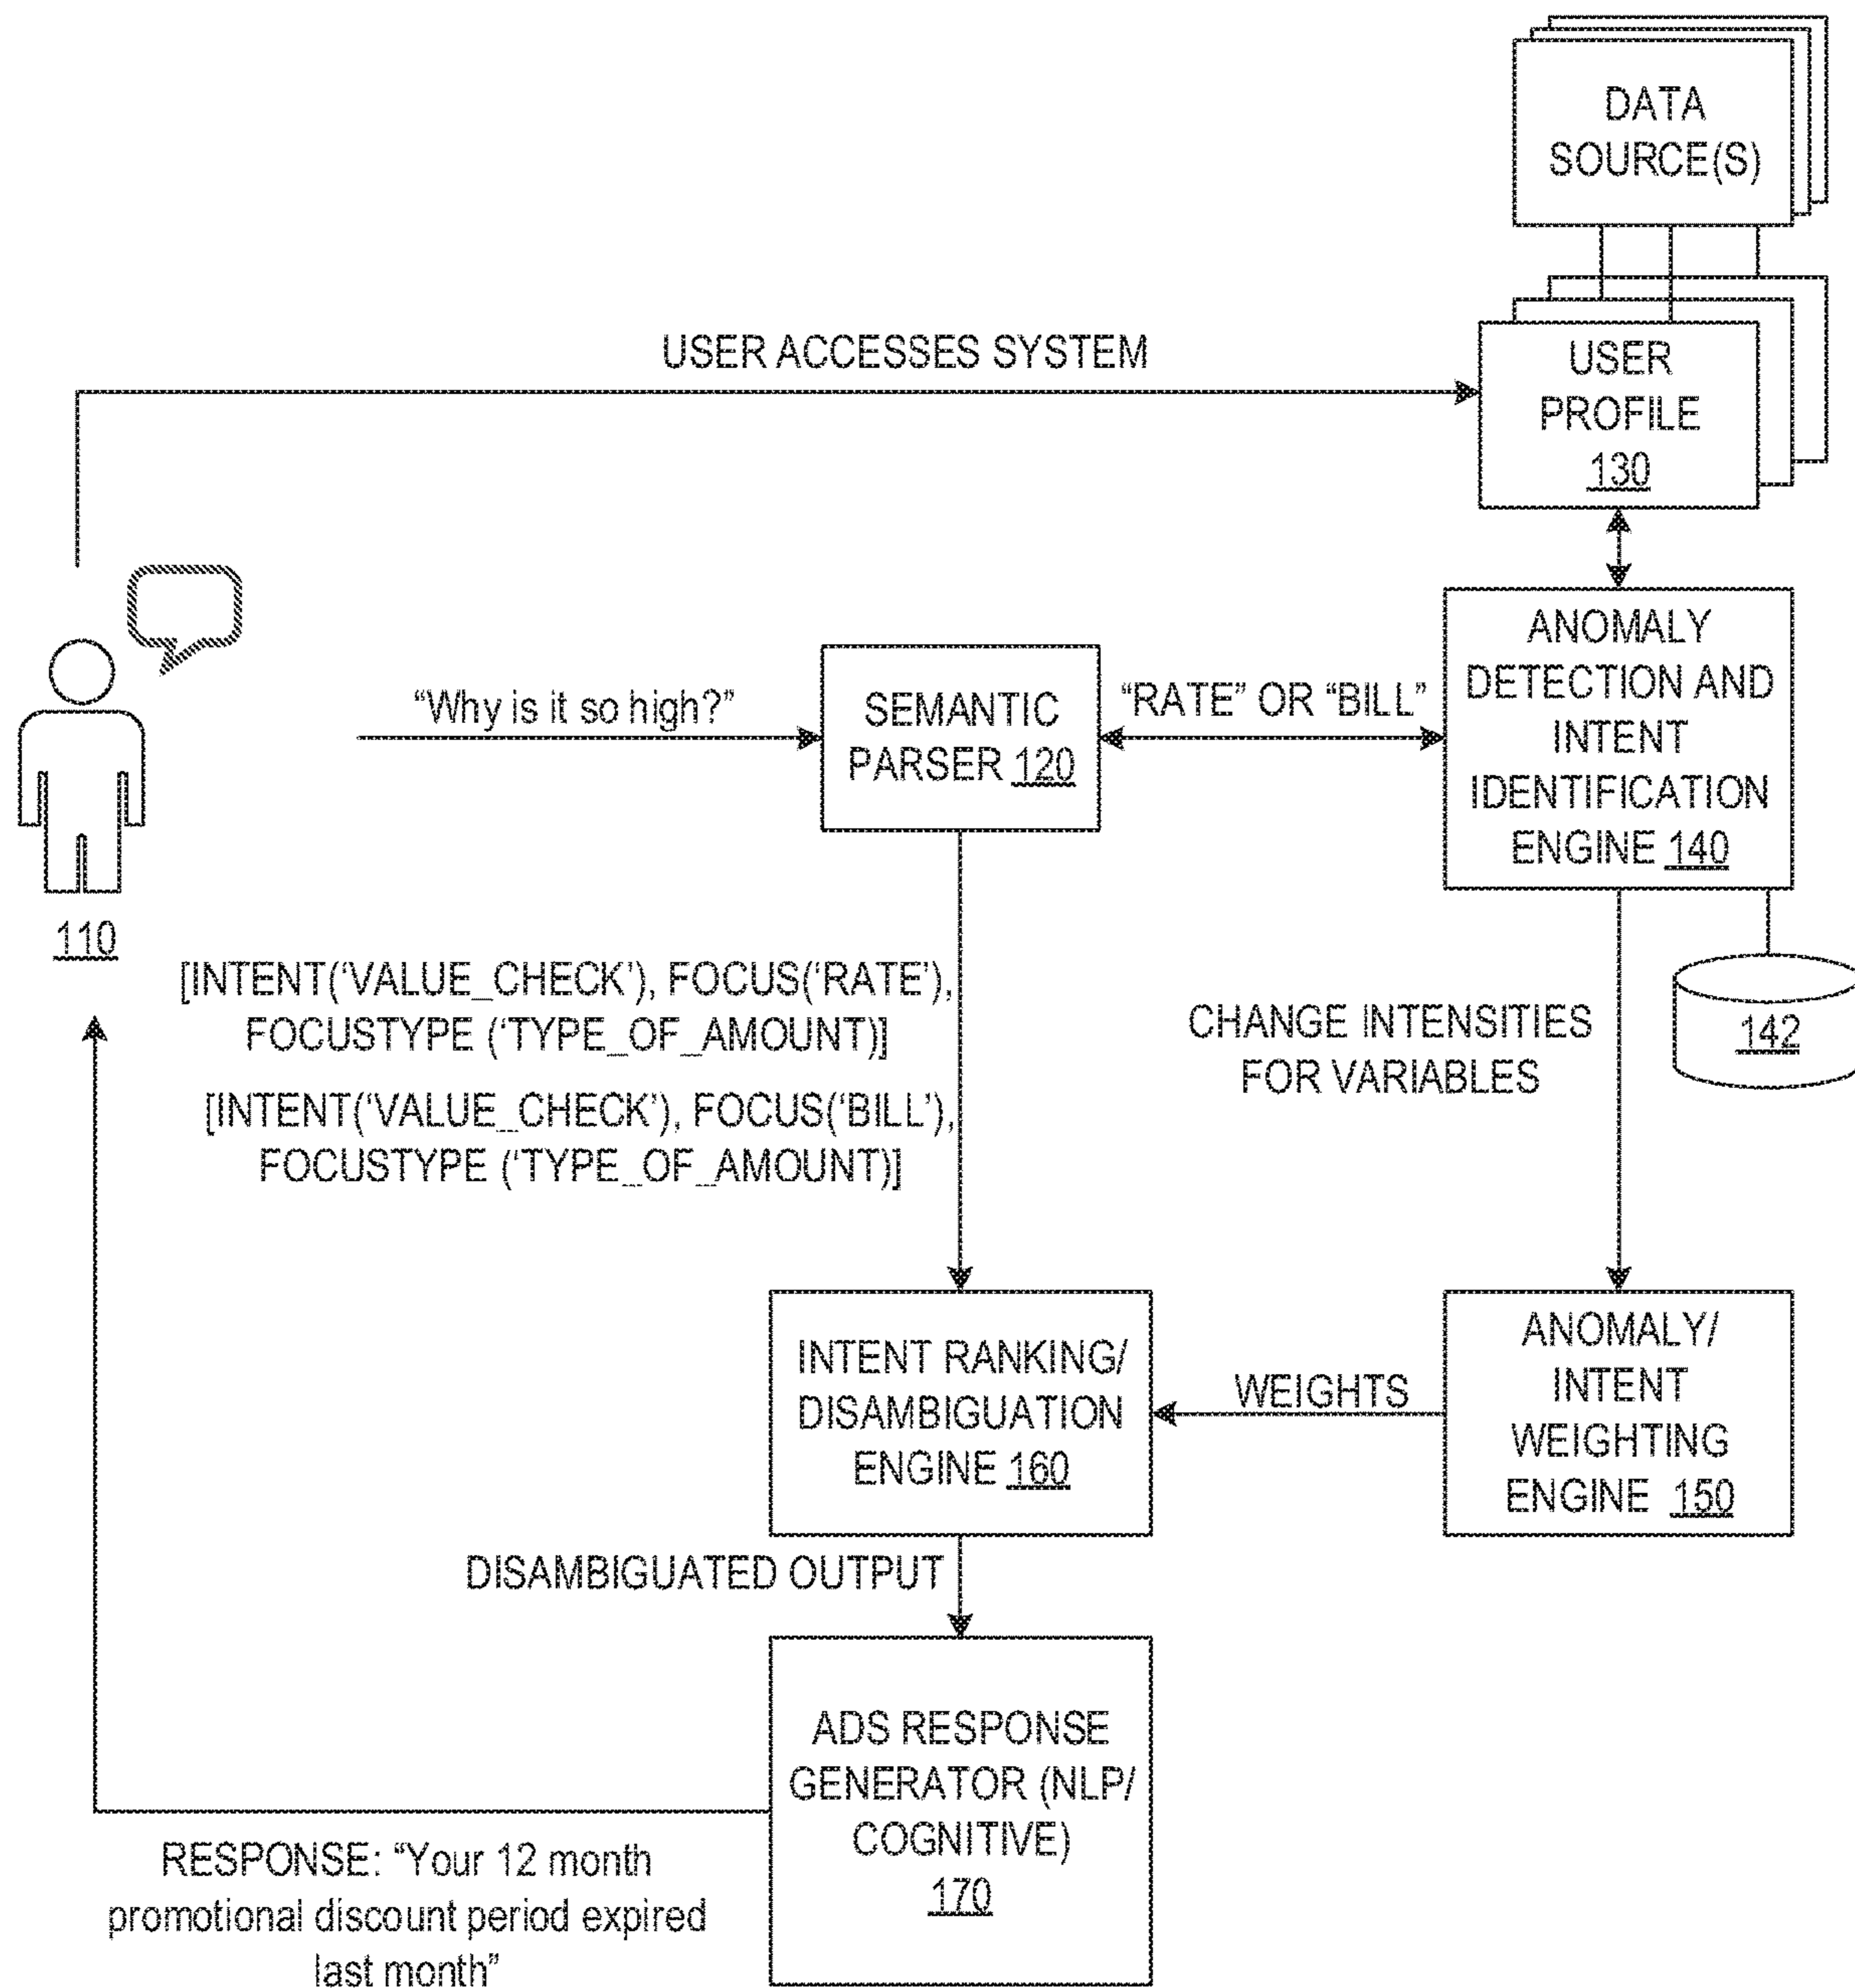 DATA
SOURCE(S)
USER ACCESSES SYSTEM
USER
PROFILE
130
"Why is it so high?"
SEMANTIC
PARSER 120
"RATE" OR "BILL"
ANOMALY
DETECTION AND
INTENT
IDENTIFICATION
ENGINE 140
110
[INTENT('VALUE_CHECK'), FOCUS('RATE'),
FOCUSTYPE ('TYPE_OF_AMOUNT)]
[INTENT('VALUE_CHECK'), FOCUS('BILL'),
FOCUSTYPE ('TYPE_OF_AMOUNT)]
CHANGE INTENSITIES
FOR VARIABLES
142
INTENT RANKING/
DISAMBIGUATION
ENGINE 160
WEIGHTS
ANOMALY/
INTENT
WEIGHTING
ENGINE 150
DISAMBIGUATED OUTPUT
ADS RESPONSE
GENERATOR (NLP/
COGNITIVE)
170
RESPONSE: "Your 12 month
promotional discount period expired
last month"